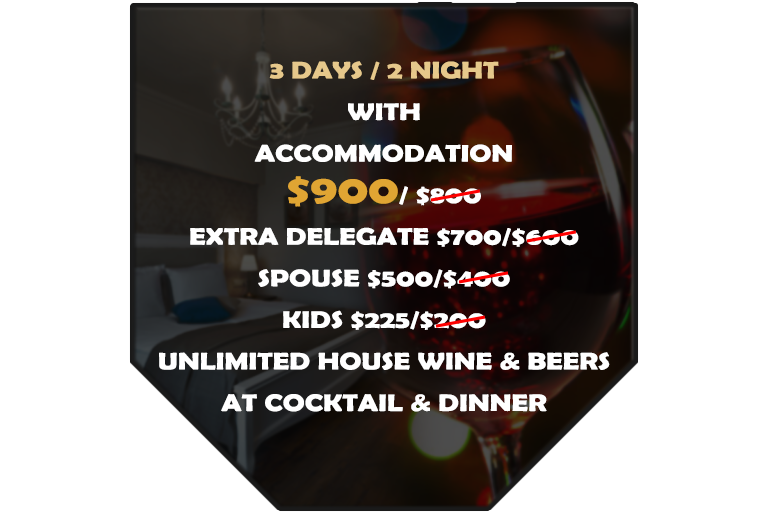 3 DAYS / 2 NIGHT
WITH
ACCOMMODATION
$900/ $800
EXTRA DELEGATE $700/$600
SPOUSE $500/$400
KIDS $225/$200
UNLIMITED HOUSE WINE & BEERS
AT COCKTAIL & DINNER